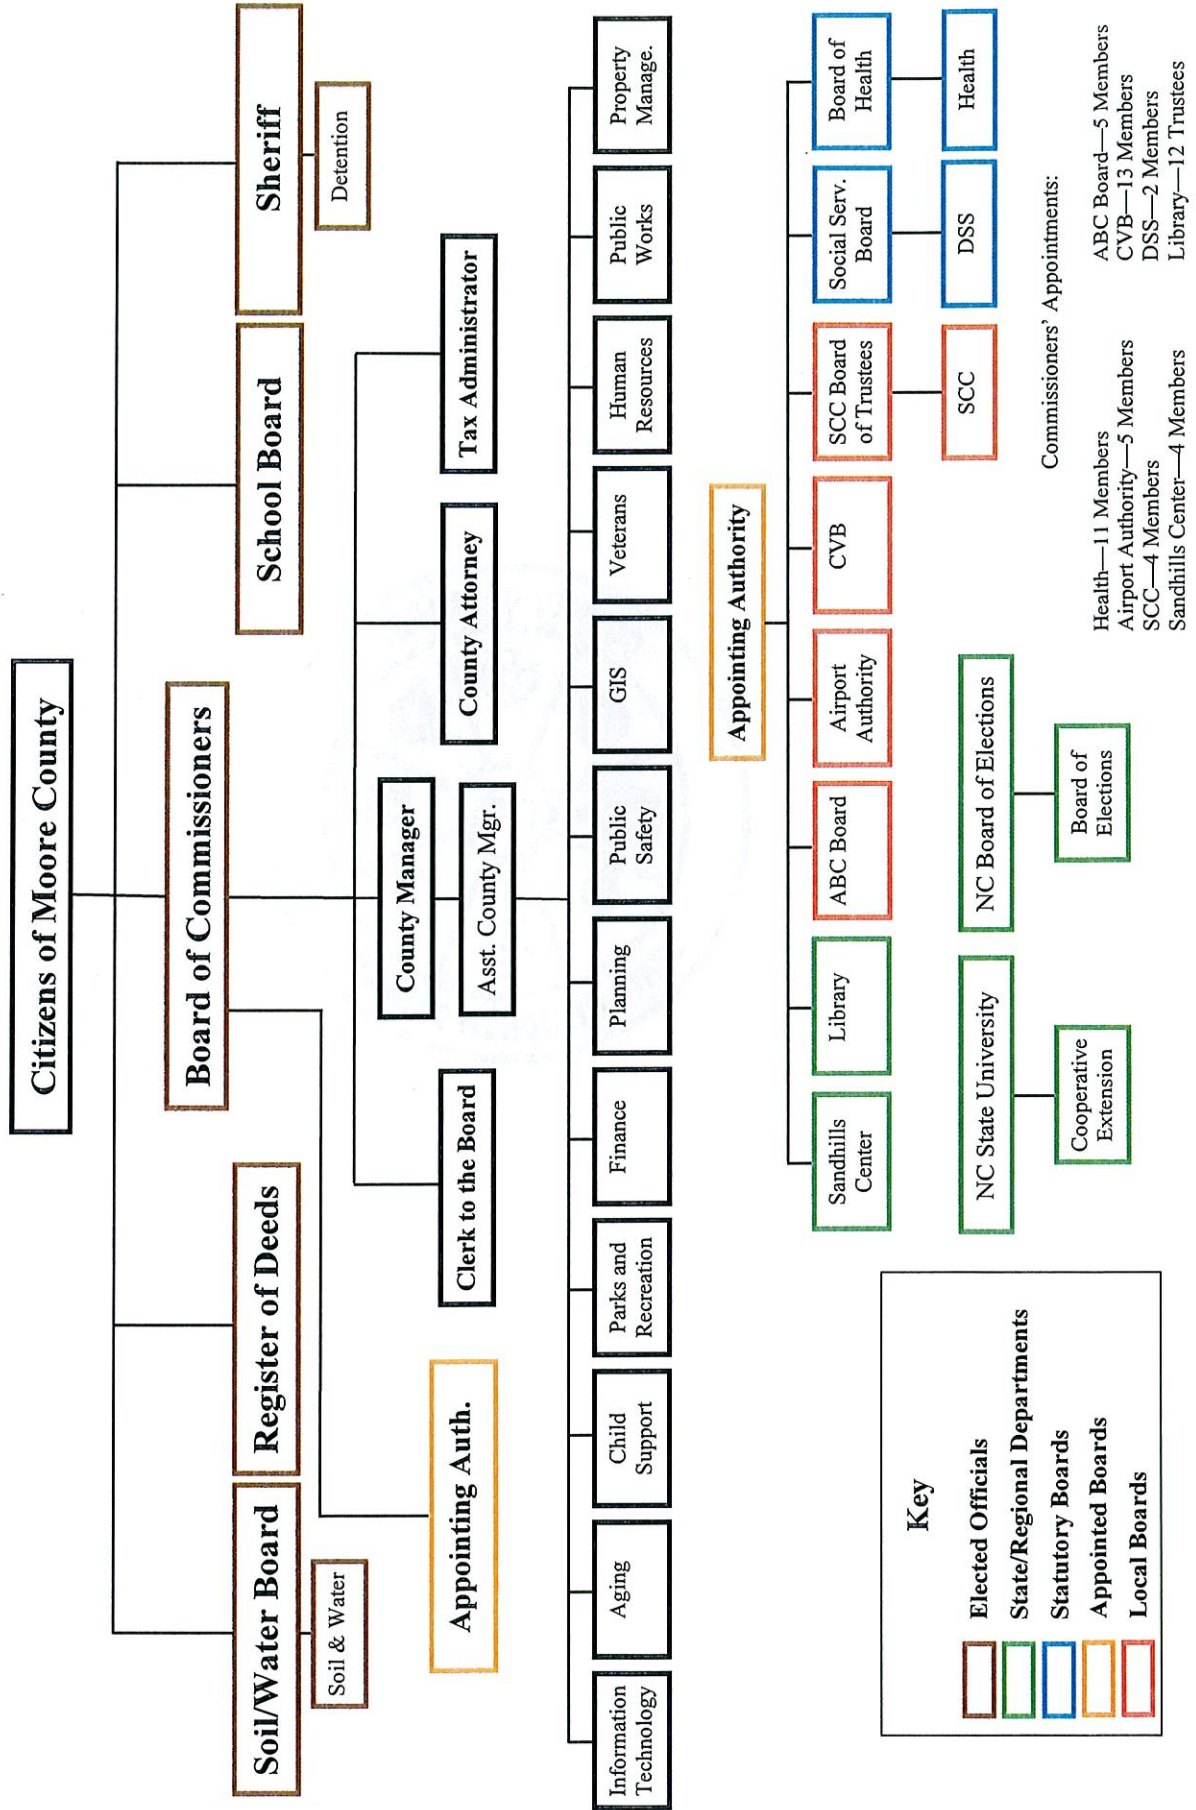 Citizens of Moore County
Soil/Water Board
Register of Deeds
Board of Commissioners
School Board
Sheriff
Soil & Water
Detention
Appointing Auth.
Clerk to the Board
County Manager
Asst. County Mgr.
County Attorney
Tax Administrator
Information
Technology
Aging
Child
Support
Parks and
Recreation
Finance
Planning
Public
Safety
GIS
Veterans
Human
Resources
Public
Works
Property
Manage.
Appointing Authority
Sandhills
Center
Library
ABC Board
Airport
Authority
CVB
SCC Board
of Trustees
Social Serv.
Board
Board of
Health
SCC
DSS
Health
NC State University
NC Board of Elections
Cooperative
Extension
Board of
Elections
Key
Elected Officials
State/Regional Departments
Statutory Boards
Appointed Boards
Local Boards
Commissioners' Appointments:
Health—11 Members
Airport Authority—5 Members
SCC—4 Members
Sandhills Center—4 Members
ABC Board—5 Members
CVB—13 Members
DSS—2 Members
Library—12 Trustees